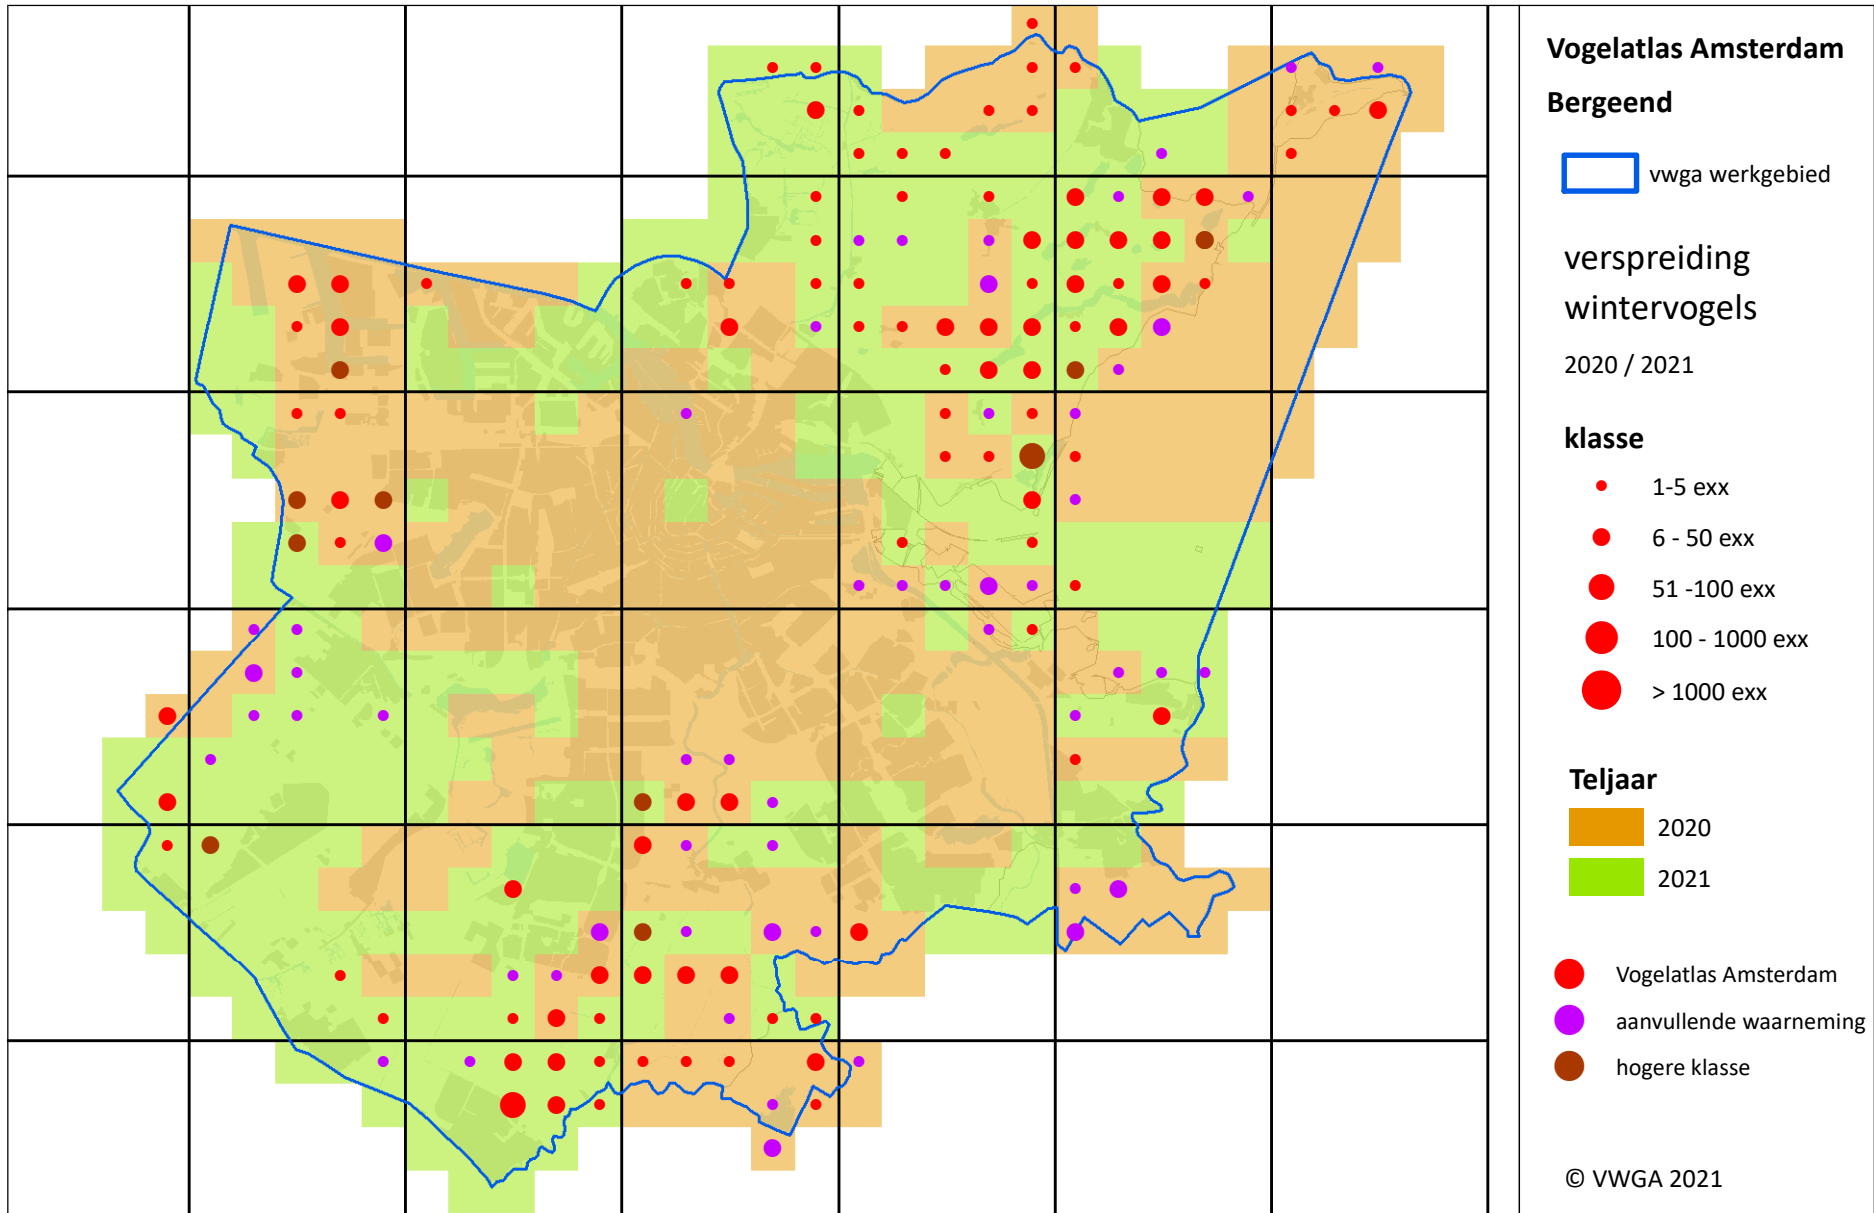 Vogelatlas Amsterdam
Bergeend
vwga werkgebied
verspreiding
wintervogels
2020 / 2021
klasse
1-5 exx
6 - 50 exx
51 -100 exx
100 - 1000 exx
> 1000 exx
Teljaar
2020
2021
Vogelatlas Amsterdam
aanvullende waarneming
hogere klasse
© VWGA 2021